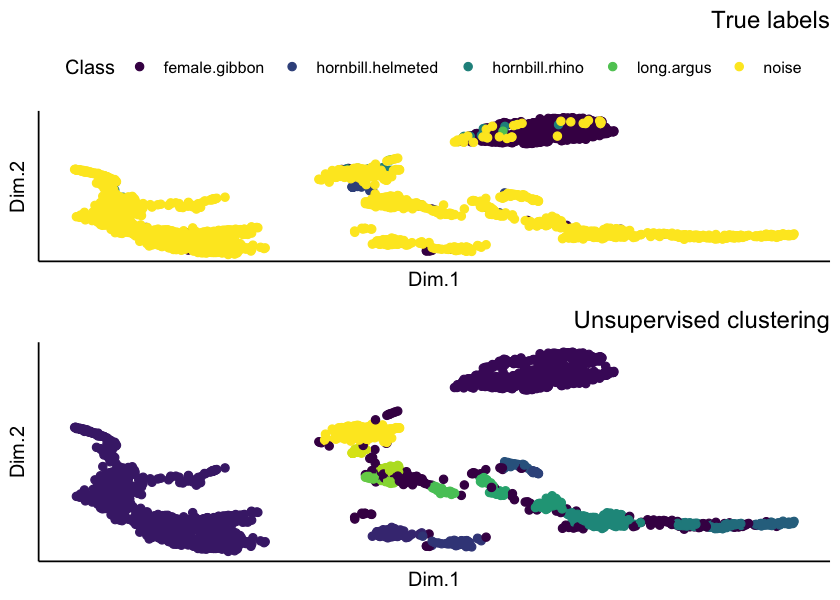 True labels
Class female.gibbon hornbill.helmeted hornbill.rhino long.argus noise
Dim.2
Dim.1
Unsupervised clustering
Dim.2
Dim.1